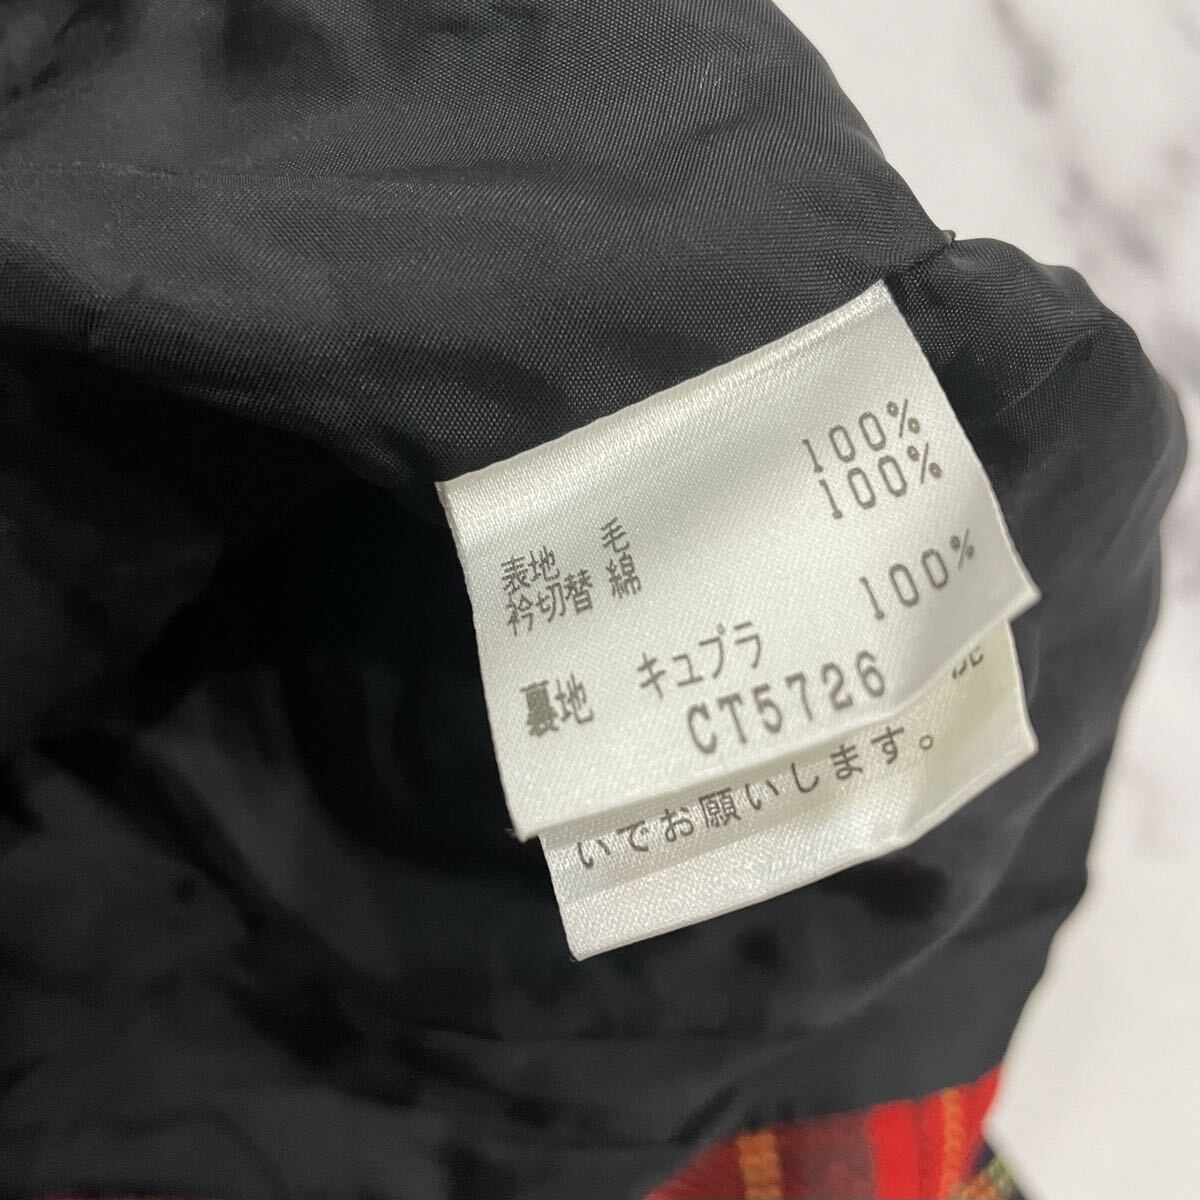 表地 毛 100%
衿切替 綿 100%
裏地 キュプラ 100%
CT5726
いでお願いします。